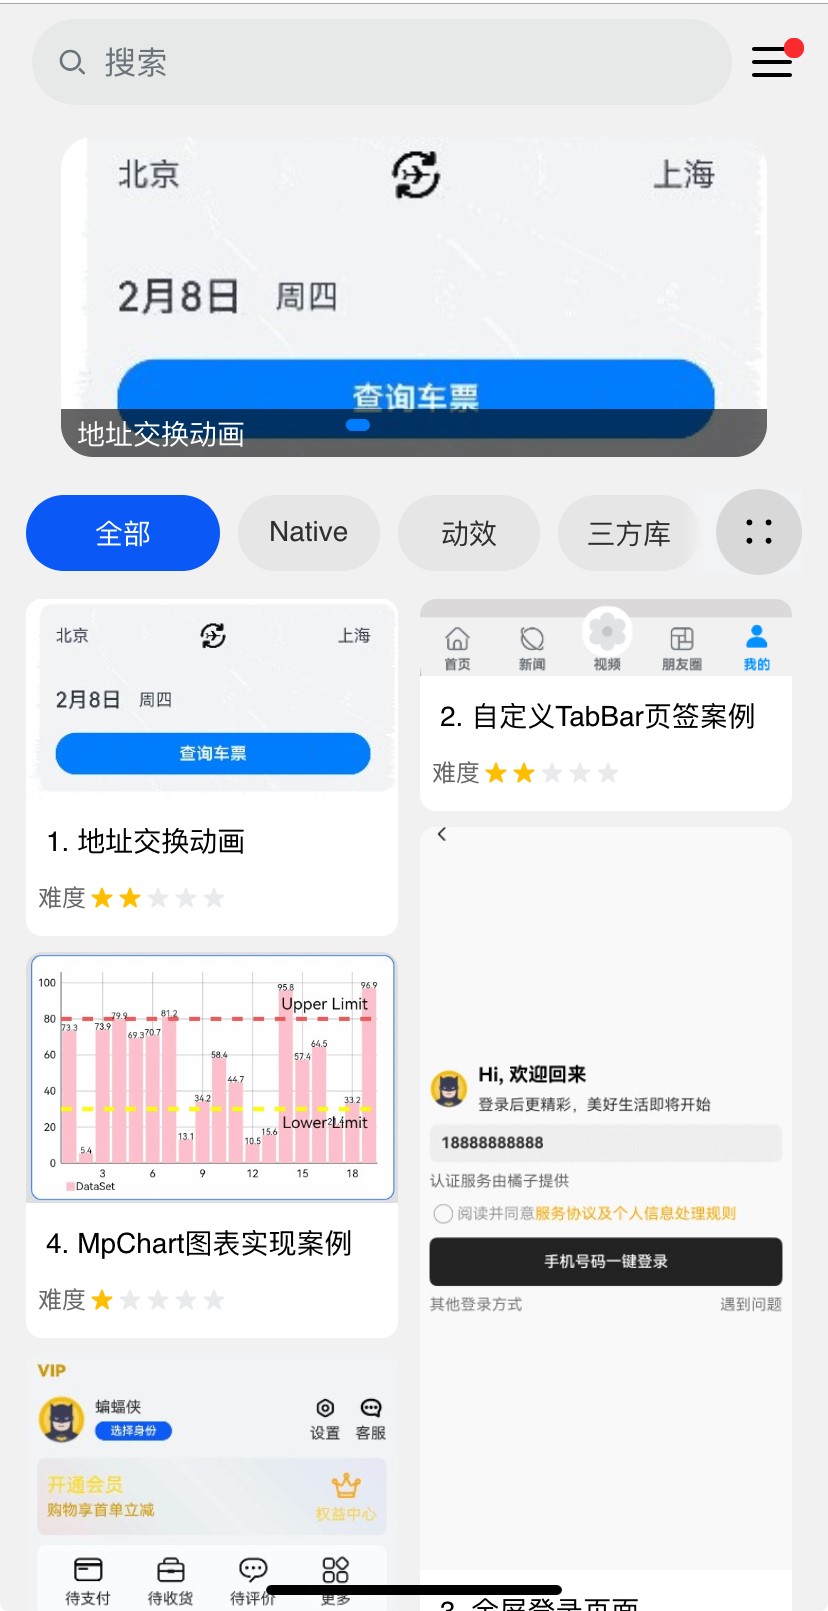 搜索
北京
上海
2月8日 周四
查询车票
地址交换动画
全部
Native
动效
三方库
北京
上海
2月8日 周四
查询车票
1. 地址交换动画
难度
首页
新闻
视频
朋友圈
我的
2. 自定义TabBar页签案例
难度
100
80
60
40
20
0
73.3
5.4
73.9
79.9
69.3
70.7
81.2
13.1
34.2
58.4
44.7
10.5
15.6
95.8
57.4
64.5
33.2
96.9
Upper Limit
Lower Limit
3
6
9
12
15
18
DataSet
4. MpChart图表实现案例
难度
Hi, 欢迎回来
登录后更精彩，美好生活即将开始
18888888888
认证服务由橘子提供
阅读并同意服务协议及个人信息处理规则
手机号码一键登录
其他登录方式
遇到问题
3. 全屏登录页面
VIP
蝙蝠侠
选择身份
设置
客服
开通会员
购物享首单立减
权益中心
待支付
待收货
待评价
更多